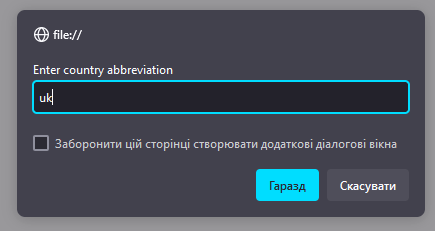 file://
Enter country abbreviation
uk
Заборонити цій сторінці створювати додаткові діалогові вікна
Гаразд Скасувати